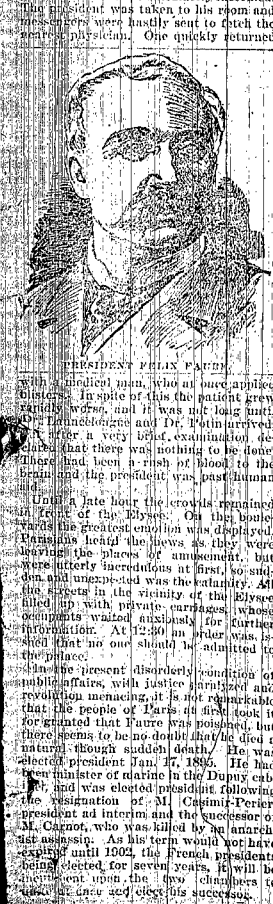 The president was taken to his room and
messengers were hastily sent to fetch the
nearest physician. One quickly returned
PRESIDENT FELIX FAURE.
with a medical man, who at once applied
blisters. In spite of this the patient grew
rapidly worse, and it was not long until
Dr. Launcelongue and Dr. Potin arrived
after a very brief examination de-
clared that there was nothing to be done
There had been a rush of blood to the
brain and the president was past human
aid.
Until a late hour the crowds remained
in front of the Elysee. On the boule-
vards the greatest emotion was displayed.
Parisians heard the news as they were
leaving the places of amusement, but
were utterly incredulous at first, so sud-
den and unexpected was the calamity. All
the streets in the vicinity of the Elysee
filled up with private carriages, whose
occupants waited anxiously for further
information. At 12:30 an order was is-
sued that no one should be admitted to
the palace.
In the present disorderly condition of
public affairs, with justice paralyzed and
revolution menacing, it is not remarkable
that the people of Paris at first took it
for granted that Faure was poisoned, but
there seems to be no doubt that he died a
natural though sudden death. He was
elected president Jan. 17, 1895. He had
been minister of marine in the Dupuy cab-
inet, and was elected president following
the resignation of M. Casimir-Perier
president ad interim and the successor of
M. Carnot, who was killed by an anarch-
ist assassin. As his term would not have
expired until 1902, the French presidents
being elected for seven years, it will be
incumbent upon the two chambers to
meet at once and elect his successor.